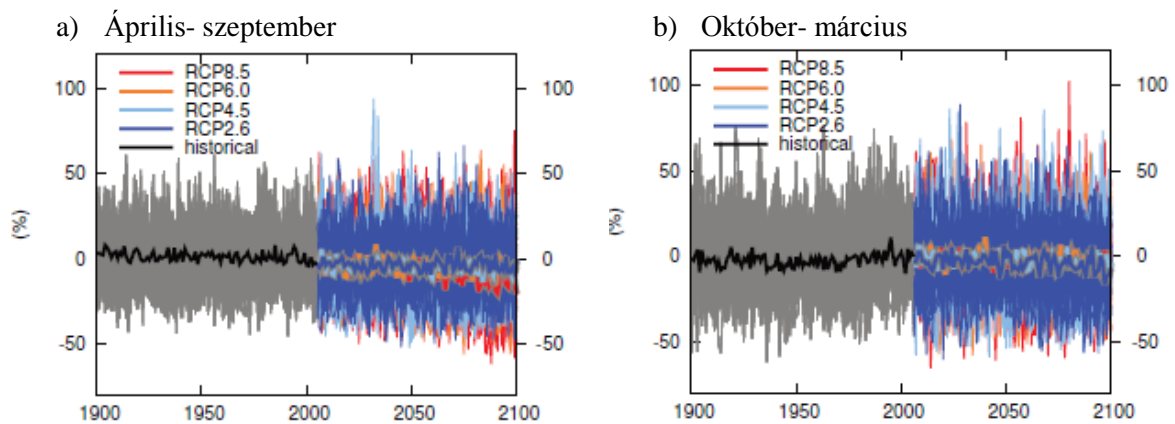 a) Április- szeptember
RCP8.5
RCP6.0
RCP4.5
RCP2.6
historical
(%)
100
50
0
-50
100
50
0
-50
1900 1950 2000 2050 2100
b) Október- március
RCP8.5
RCP6.0
RCP4.5
RCP2.6
historical
(%)
100
50
0
-50
100
50
0
-50
1900 1950 2000 2050 2100